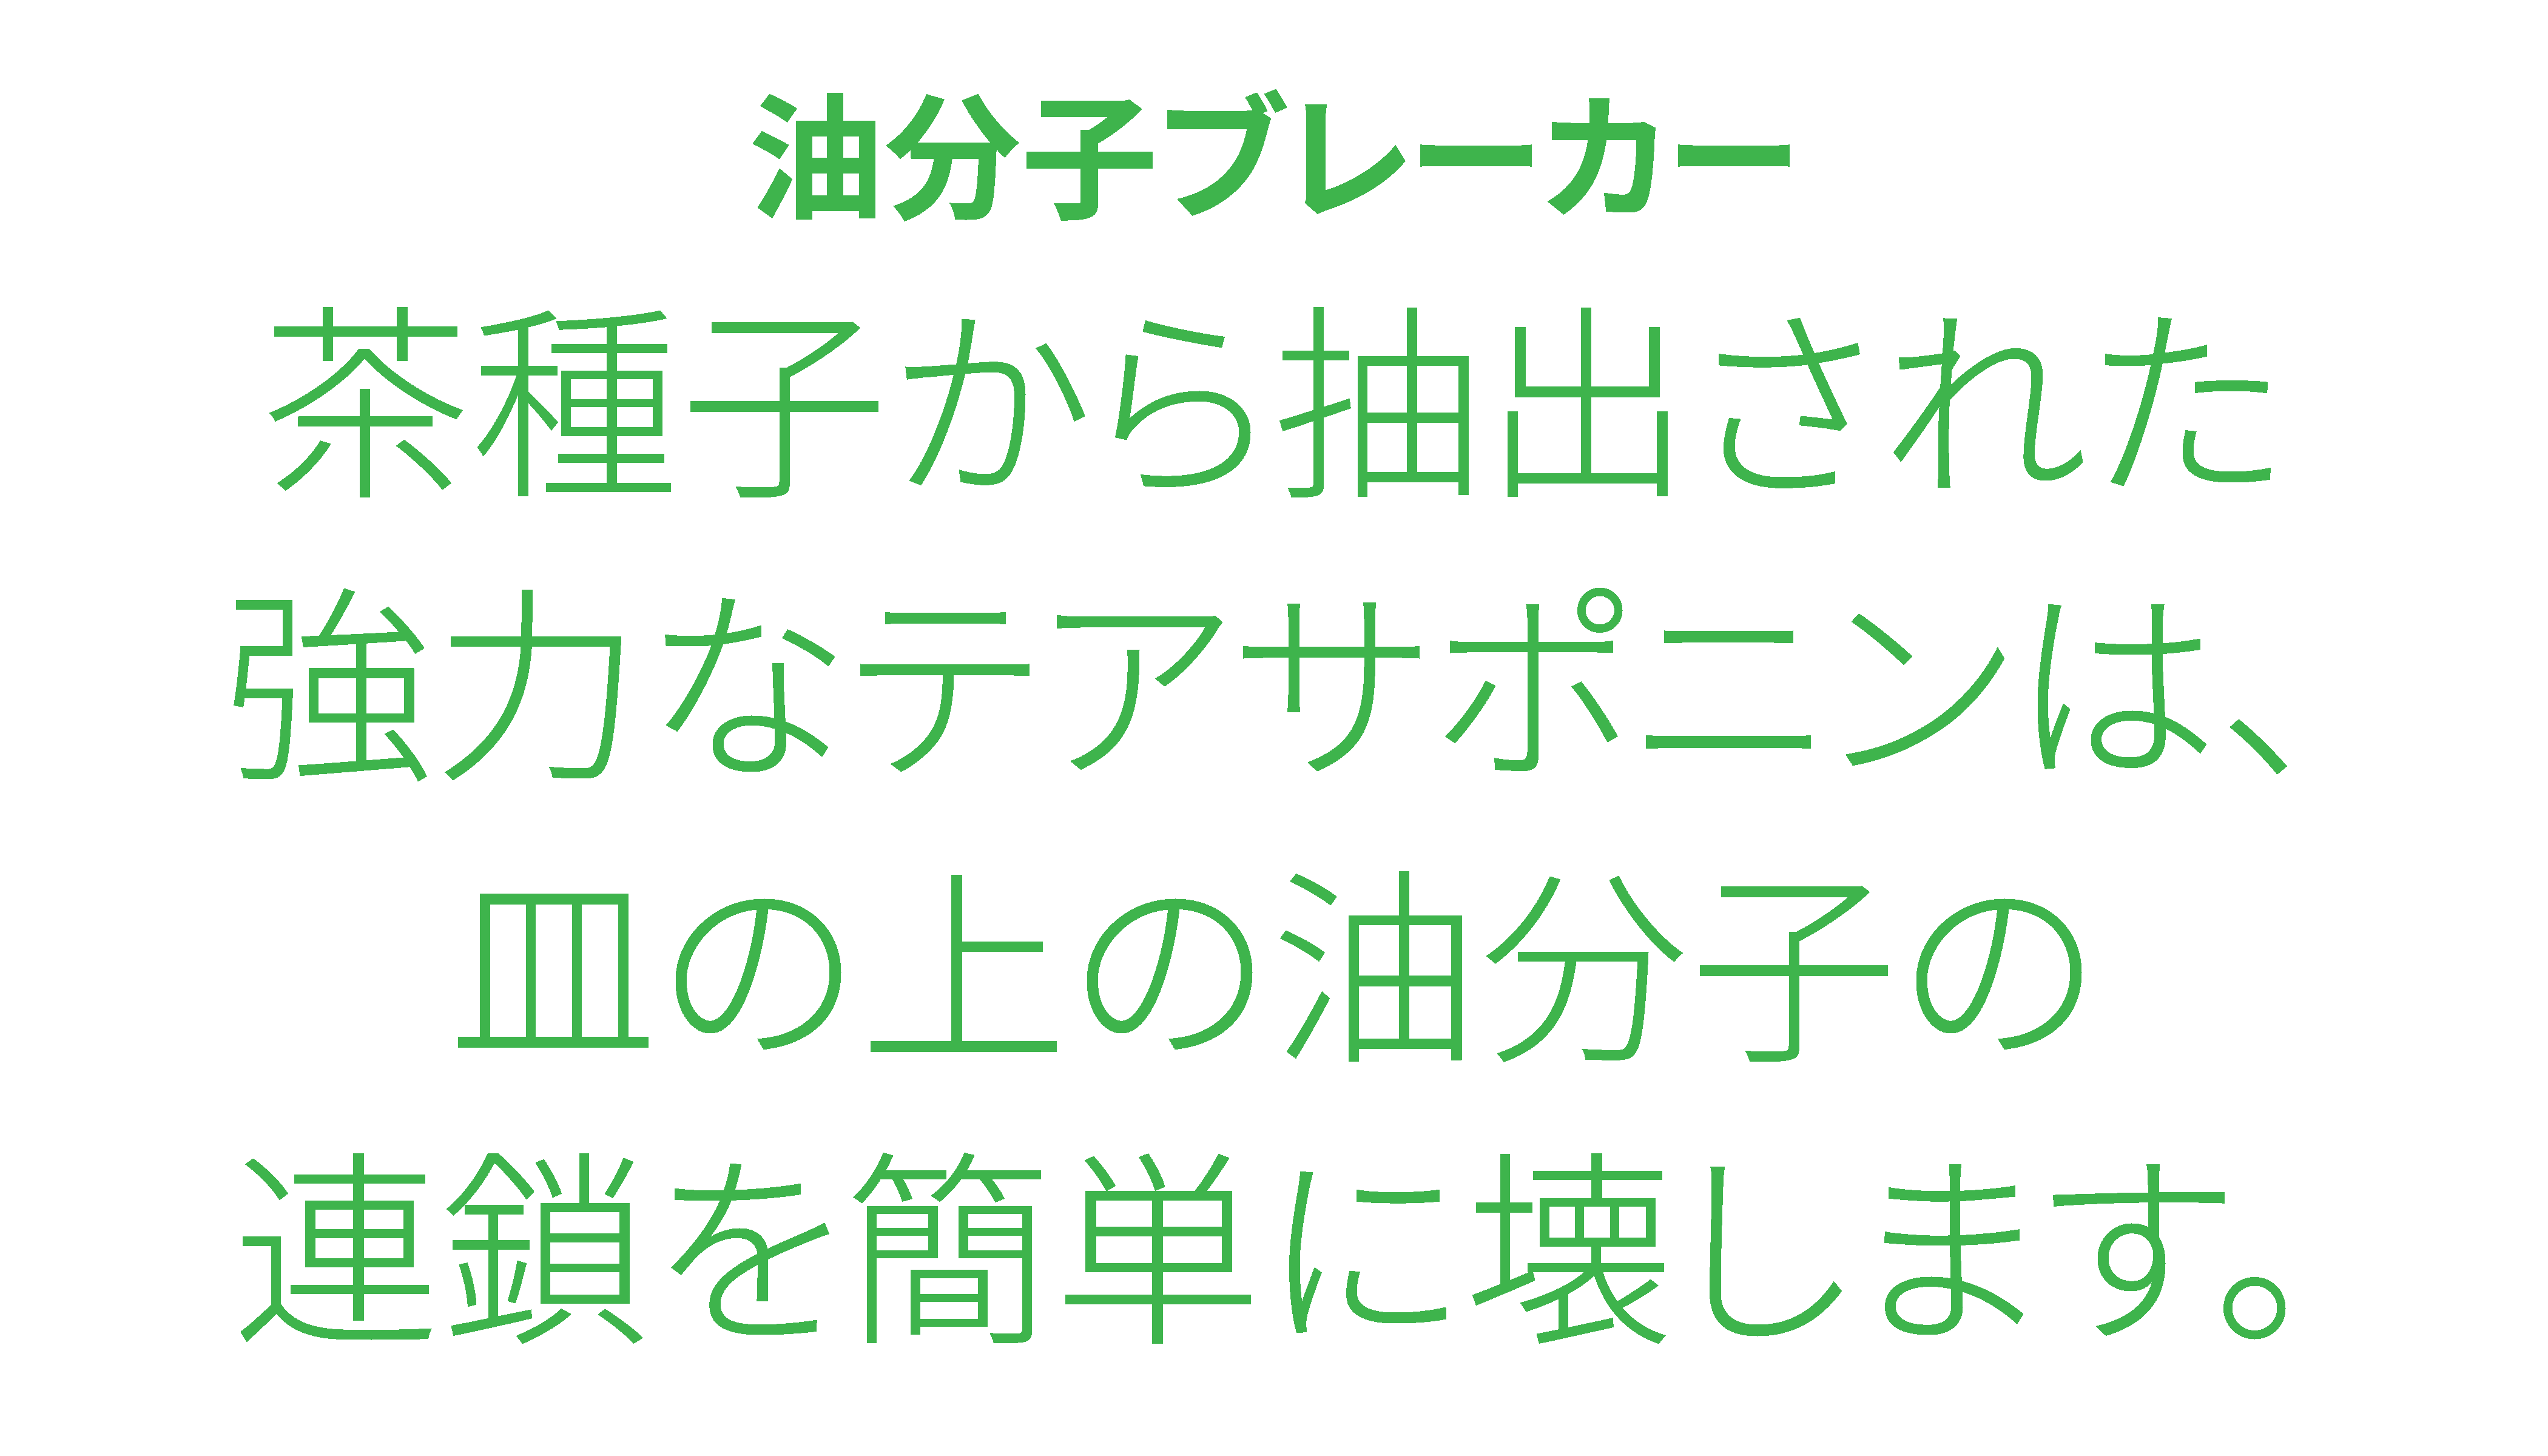 油分子ブレーカー
茶種子から抽出された
強力なテアサポニンは、
皿の上の油分子の
連鎖を簡単に壊します。